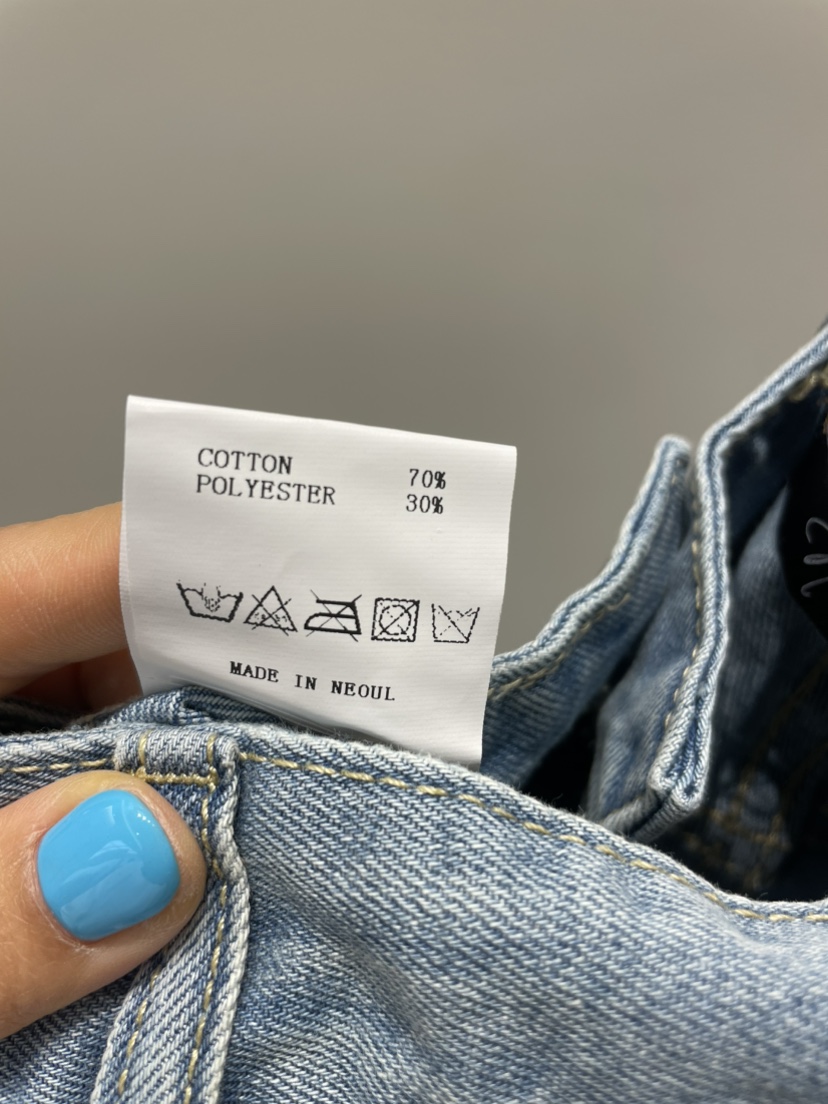 COTTON 70%
POLYESTER 30%
MADE IN NEOUL